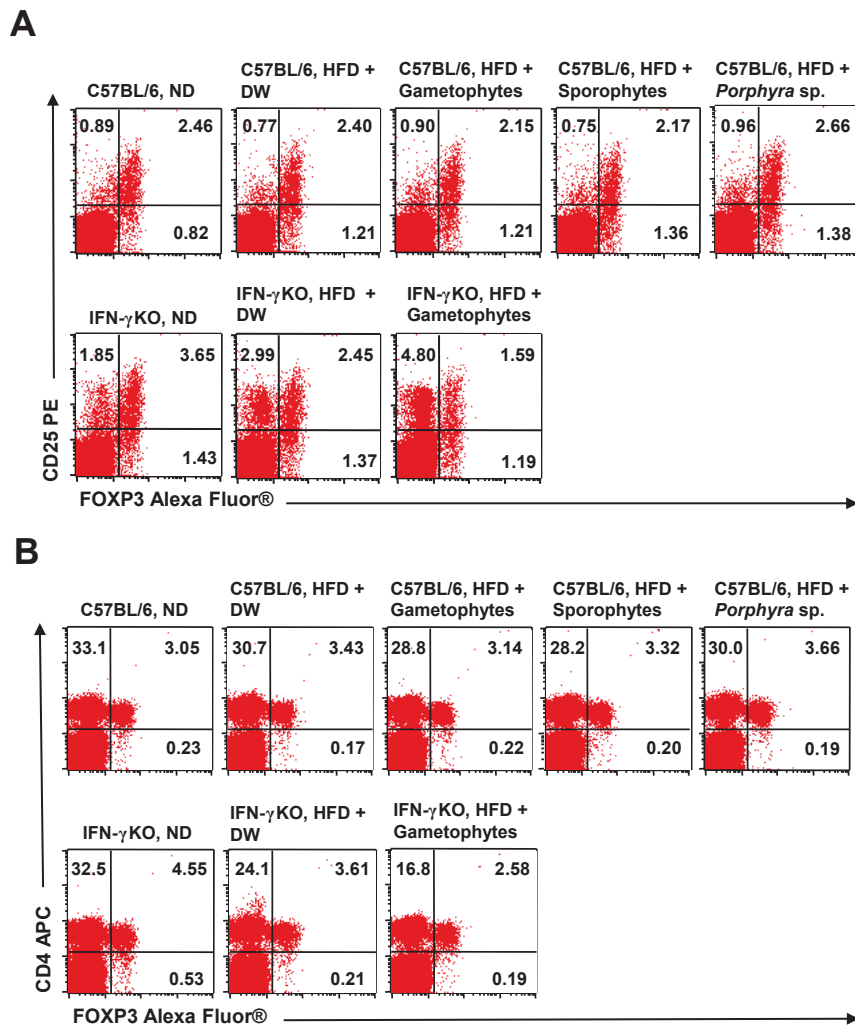 A
C57BL/6, ND
C57BL/6, HFD +
DW
C57BL/6, HFD +
Gametophytes
C57BL/6, HFD +
Sporophytes
C57BL/6, HFD +
Porphyra sp.
0.89 2.46
0.82
0.77 2.40
1.21
0.90 2.15
1.21
0.75 2.17
1.36
0.96 2.66
1.38
IFN-γKO, ND
IFN-γKO, HFD +
DW
IFN-γKO, HFD +
Gametophytes
1.85 3.65
1.43
2.99 2.45
1.37
4.80 1.59
1.19
CD25 PE
FOXP3 Alexa Fluor®
B
C57BL/6, ND
C57BL/6, HFD +
DW
C57BL/6, HFD +
Gametophytes
C57BL/6, HFD +
Sporophytes
C57BL/6, HFD +
Porphyra sp.
33.1 3.05
0.23
30.7 3.43
0.17
28.8 3.14
0.22
28.2 3.32
0.20
30.0 3.66
0.19
IFN-γKO, ND
IFN-γKO, HFD +
DW
IFN-γKO, HFD +
Gametophytes
32.5 4.55
0.53
24.1 3.61
0.21
16.8 2.58
0.19
CD4 APC
FOXP3 Alexa Fluor®